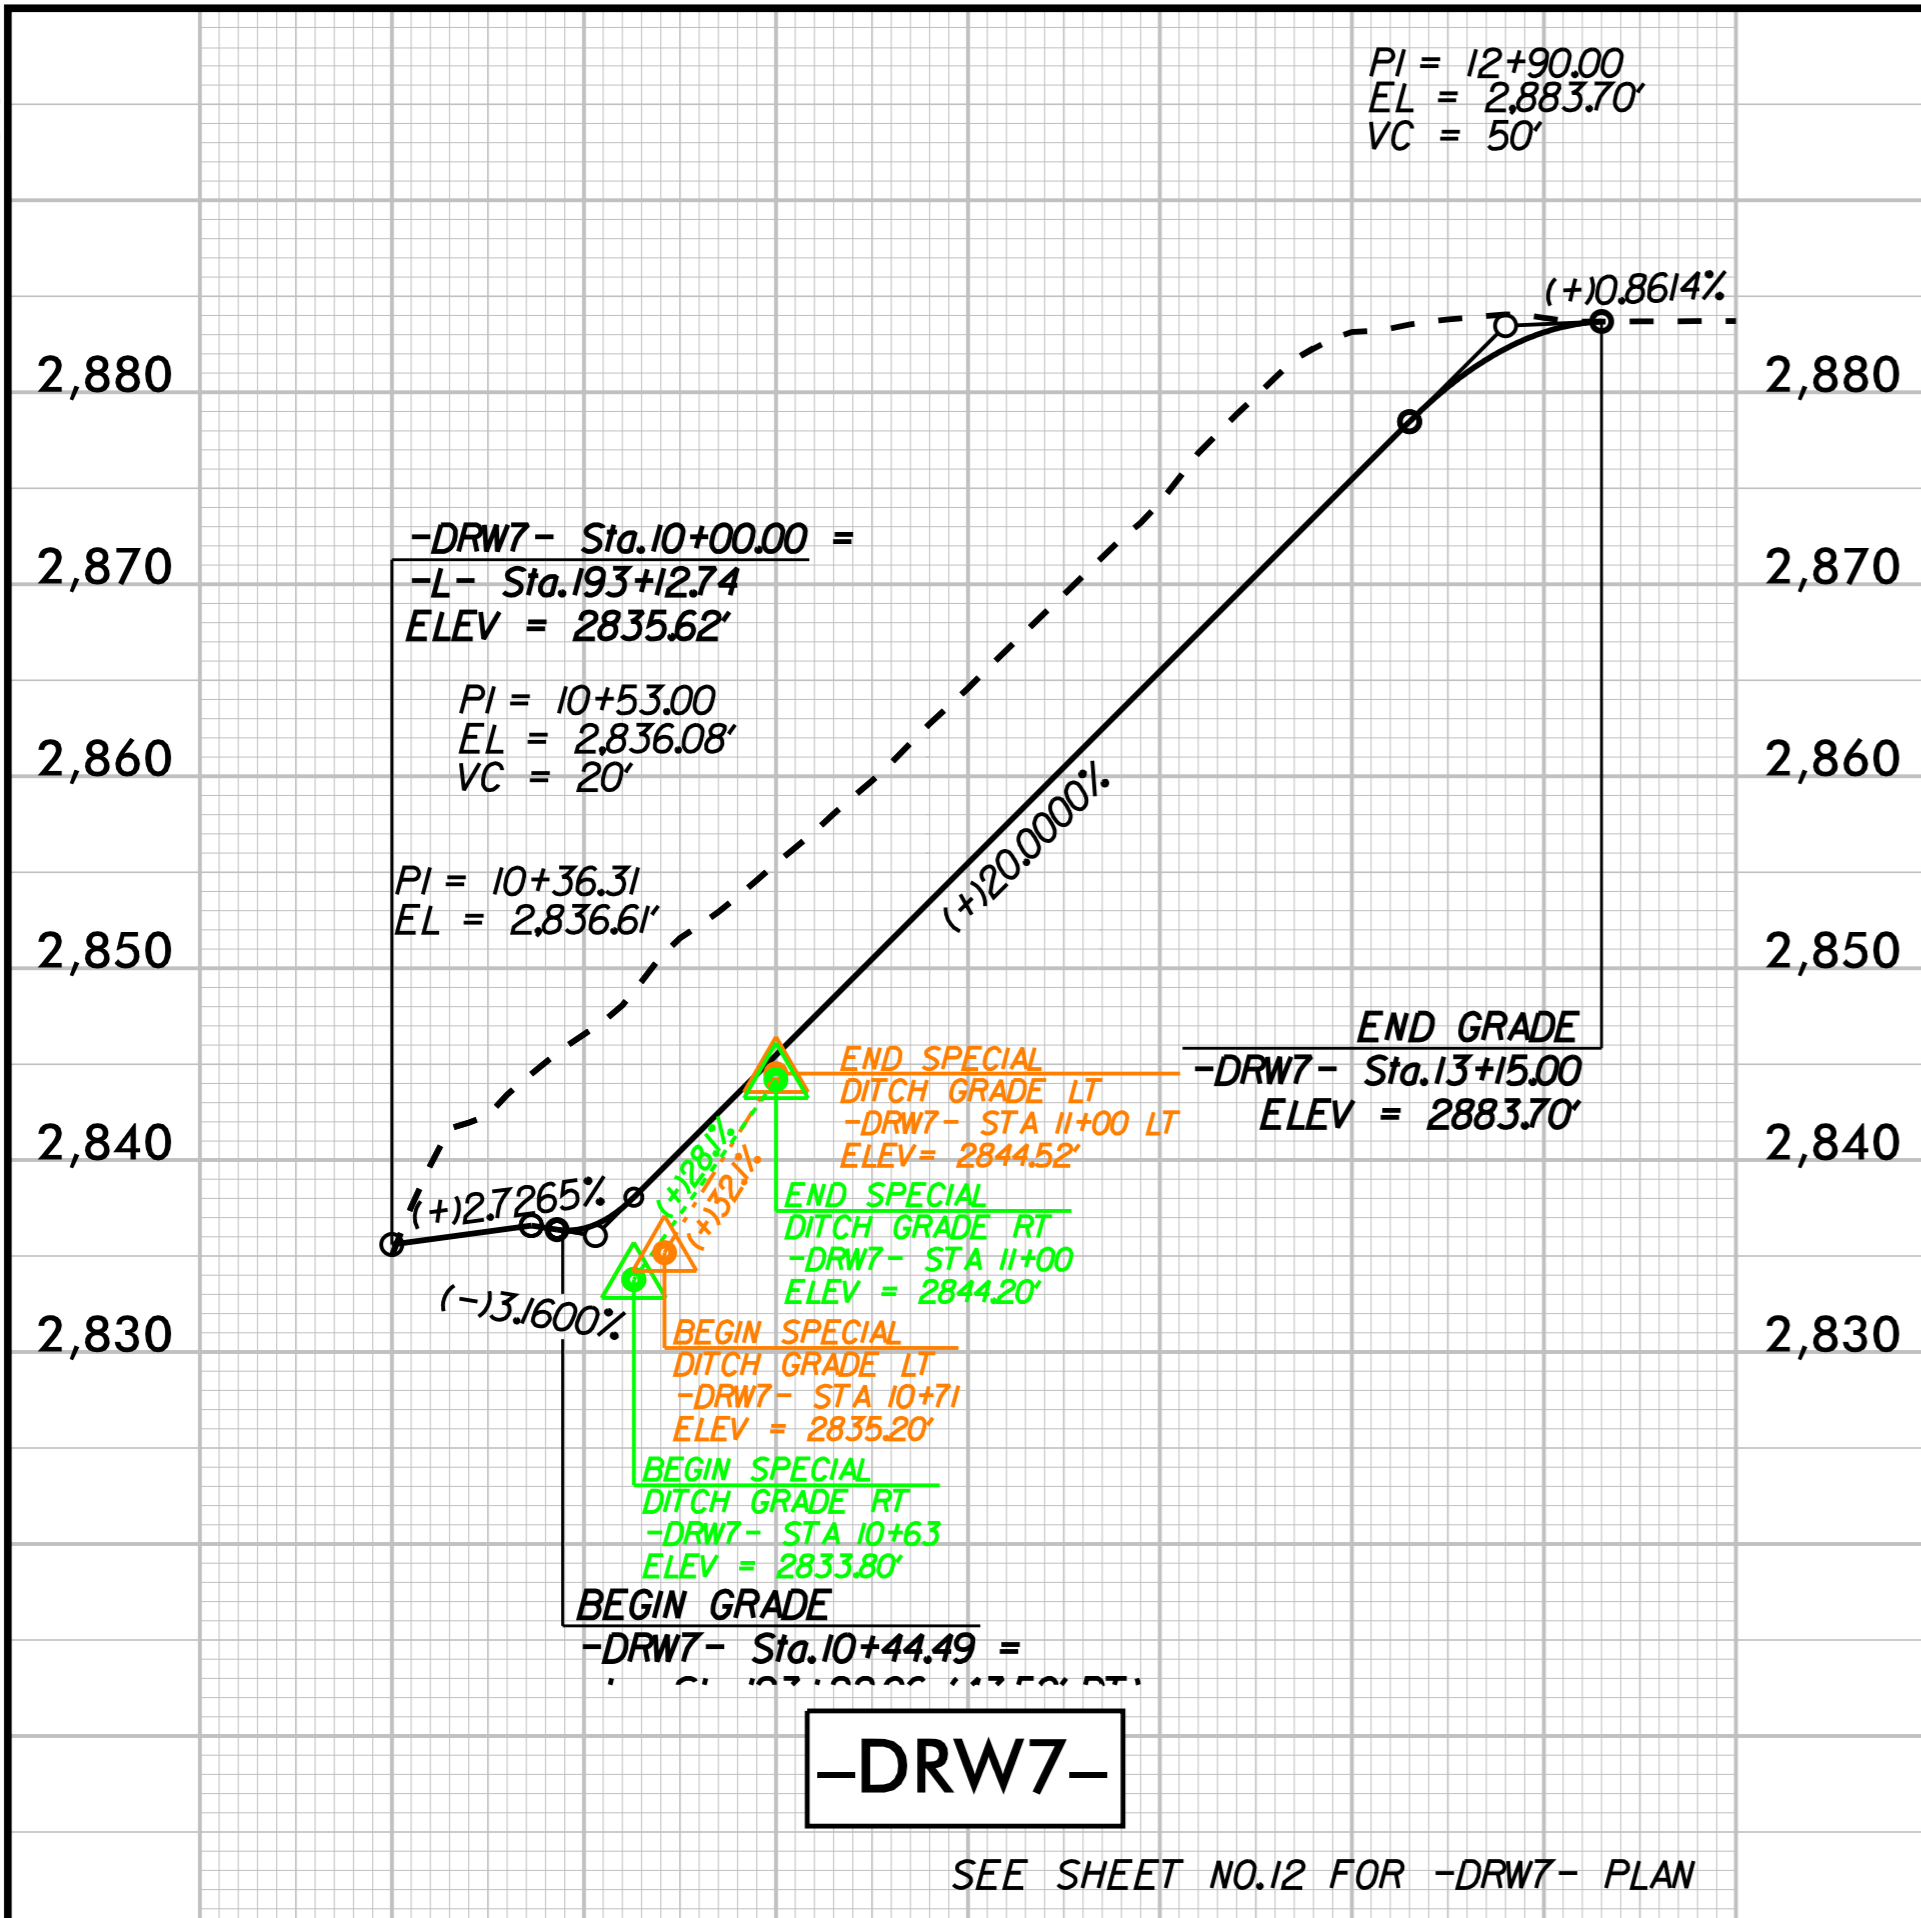 PI = 12+90.00
EL = 2,883.70'
VC = 50'
(+)0.8614%
2,880
2,880
-DRW7- Sta. 10+00.00 =
-L- Sta. 193+12.74
ELEV = 2835.62'
2,870
2,870
PI = 10+53.00
EL = 2,836.08'
VC = 20'
2,860
2,860
(+)20.0000%
PI = 10+36.31
EL = 2,836.61'
2,850
2,850
END GRADE
-DRW7- Sta. 13+15.00
ELEV = 2883.70'
END SPECIAL
DITCH GRADE LT
-DRW7- STA 11+00 LT
ELEV= 2844.52'
2,840
2,840
(+)28.1%
(+)32.1%
(+)2.7265%
END SPECIAL
DITCH GRADE RT
-DRW7- STA 11+00
ELEV = 2844.20'
(-)3.1600%
2,830
2,830
BEGIN SPECIAL
DITCH GRADE LT
-DRW7- STA 10+71
ELEV = 2835.20'
BEGIN SPECIAL
DITCH GRADE RT
-DRW7- STA 10+63
ELEV = 2833.80'
BEGIN GRADE
-DRW7- Sta. 10+44.49 =
-DRW7-
SEE SHEET NO. 12 FOR -DRW7- PLAN